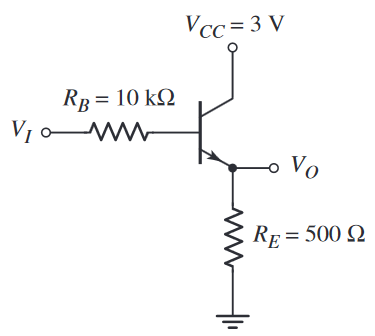 V_CC = 3 V
R_B = 10 kΩ
V_I
V_O
R_E = 500 Ω